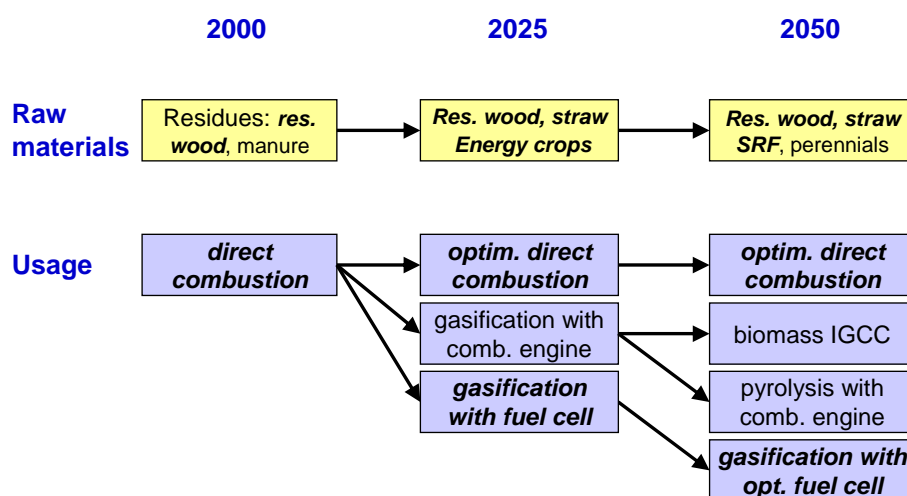 2000
2025
2050
Raw
materials
Residues: res.
wood, manure
Res. wood, straw
Energy crops
Res. wood, straw
SRF, perennials
Usage
direct
combustion
optim. direct
combustion
optim. direct
combustion
gasification with
comb. engine
biomass IGCC
gasification
with fuel cell
pyrolysis with
comb. engine
gasification with
opt. fuel cell